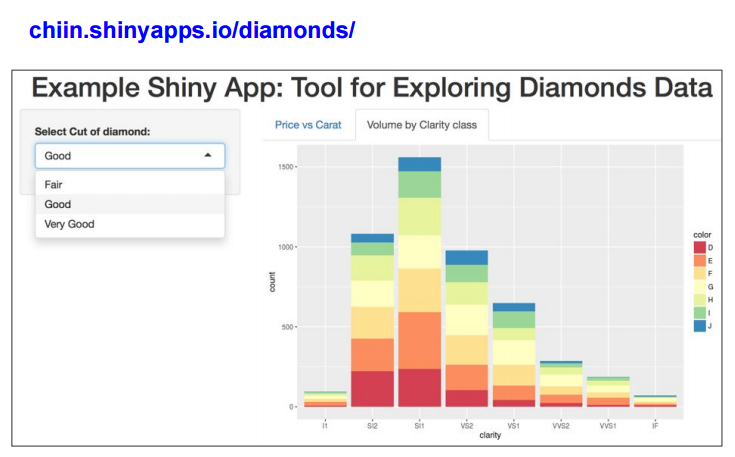 chiin.shinyapps.io/diamonds/
Example Shiny App: Tool for Exploring Diamonds Data
Select Cut of diamond:
Good
Fair
Good
Very Good
Price vs Carat
Volume by Clarity class
1500
1000
500
0
count
I1
SI2
SI1
VS2
VS1
VVS2
VVS1
IF
clarity
color
D
E
F
G
H
I
J